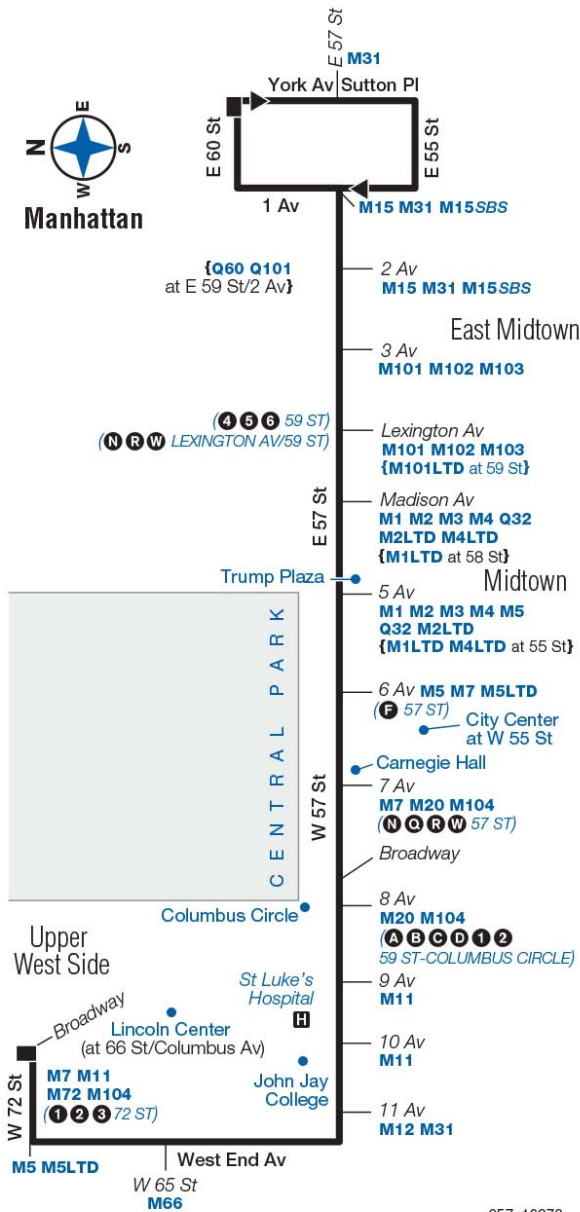 E 57 St
M31
York Av Sutton Pl
E 60 St
E 55 St
1 Av
M15 M31 M15SBS
N
E
S
W
Manhattan
{Q60 Q101
at E 59 St/2 Av}
2 Av
M15 M31 M15SBS
East Midtown
3 Av
M101 M102 M103
(4 5 6 59 ST)
(N R W LEXINGTON AV/59 ST)
Lexington Av
M101 M102 M103
{M101LTD at 59 St}
E 57 St
Madison Av
M1 M2 M3 M4 Q32
M2LTD M4LTD
{M1LTD at 58 St}
Trump Plaza
Midtown
5 Av
M1 M2 M3 M4 M5
Q32 M2LTD
{M1LTD M4LTD at 55 St}
CENTRAL PARK
6 Av M5 M7 M5LTD
(F 57 ST)
City Center
at W 55 St
Carnegie Hall
W 57 St
7 Av
M7 M20 M104
(N Q R W 57 ST)
Broadway
8 Av
M20 M104
(A B C D 1 2
59 ST-COLUMBUS CIRCLE)
Columbus Circle
Upper
West Side
9 Av
M11
St Luke's
Hospital
H
Broadway
Lincoln Center
(at 66 St/Columbus Av)
10 Av
M11
John Jay
College
W 72 St
M7 M11
M72 M104
(1 2 3 72 ST)
11 Av
M12 M31
M5 M5LTD
West End Av
W 65 St
M66